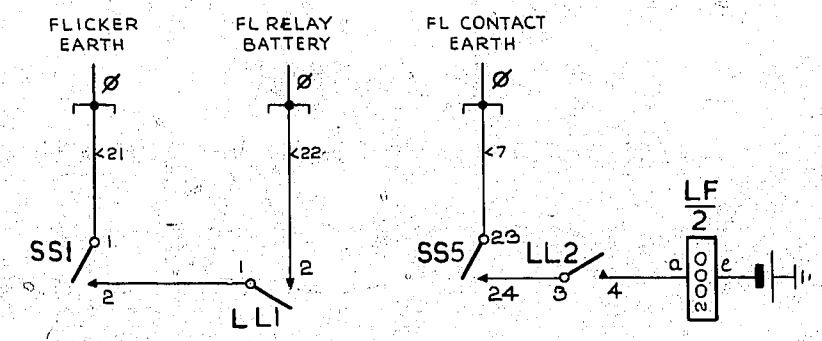 FLICKER
EARTH
FL RELAY
BATTERY
FL CONTACT
EARTH
Ø
Ø
Ø
<21
<22
<7
SS1
1
2
1
2
LL1
SS5
23
24
LL2
3
4
LF
2
a
e
2000